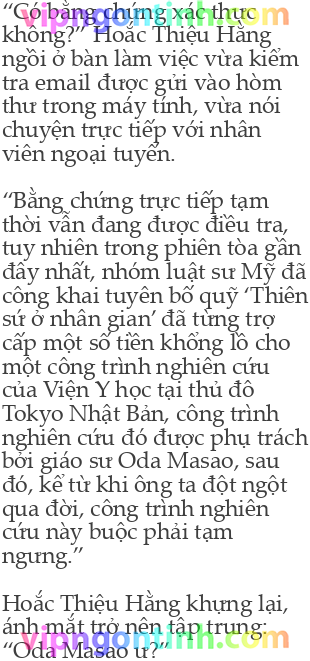 “Có bằng chứng xác thực
không?” Hoắc Thiệu Hằng
ngồi ở bàn làm việc vừa kiểm
tra email được gửi vào hòm
thư trong máy tính, vừa nói
chuyện trực tiếp với nhân
viên ngoại tuyến.
“Bằng chứng trực tiếp tạm
thời vẫn đang được điều tra,
tuy nhiên trong phiên tòa gần
đây nhất, nhóm luật sư Mỹ đã
công khai tuyên bố quỹ ‘Thiên
sứ ở nhân gian’ đã từng trợ
cấp một số tiền khổng lồ cho
một công trình nghiên cứu
của Viện Y học tại thủ đô
Tokyo Nhật Bản, công trình
nghiên cứu đó được phụ trách
bởi giáo sư Oda Masao, sau
đó, kể từ khi ông ta đột ngột
qua đời, công trình nghiên
cứu này buộc phải tạm
ngưng.”
Hoắc Thiệu Hằng khựng lại,
ánh mắt trở nên tập trung:
“Oda Masao ư?”
vipngontinh.com
vipngontinh.com